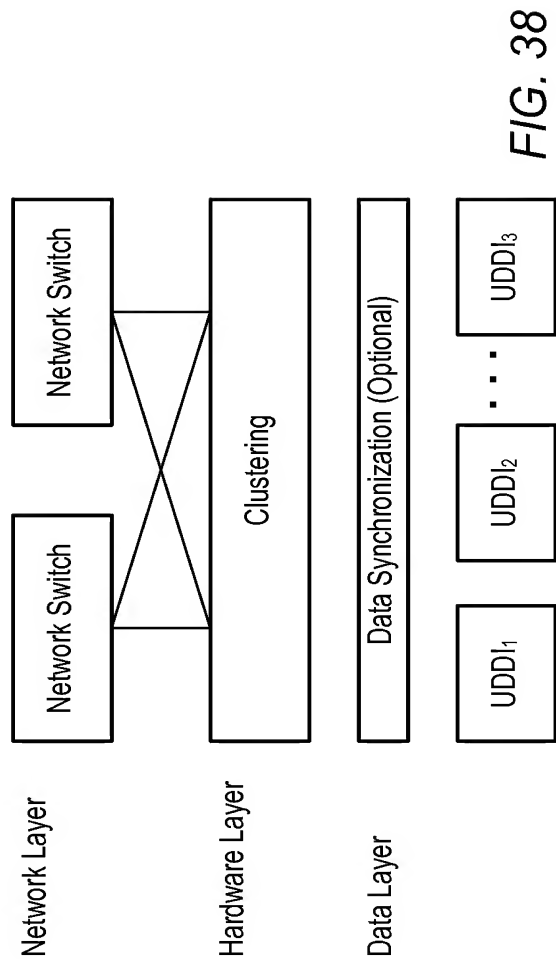 Network Layer
Network Switch
Network Switch
Hardware Layer
Clustering
Data Layer
Data Synchronization (Optional)
UDDI₁
UDDI₂
...
UDDI₃
FIG. 38